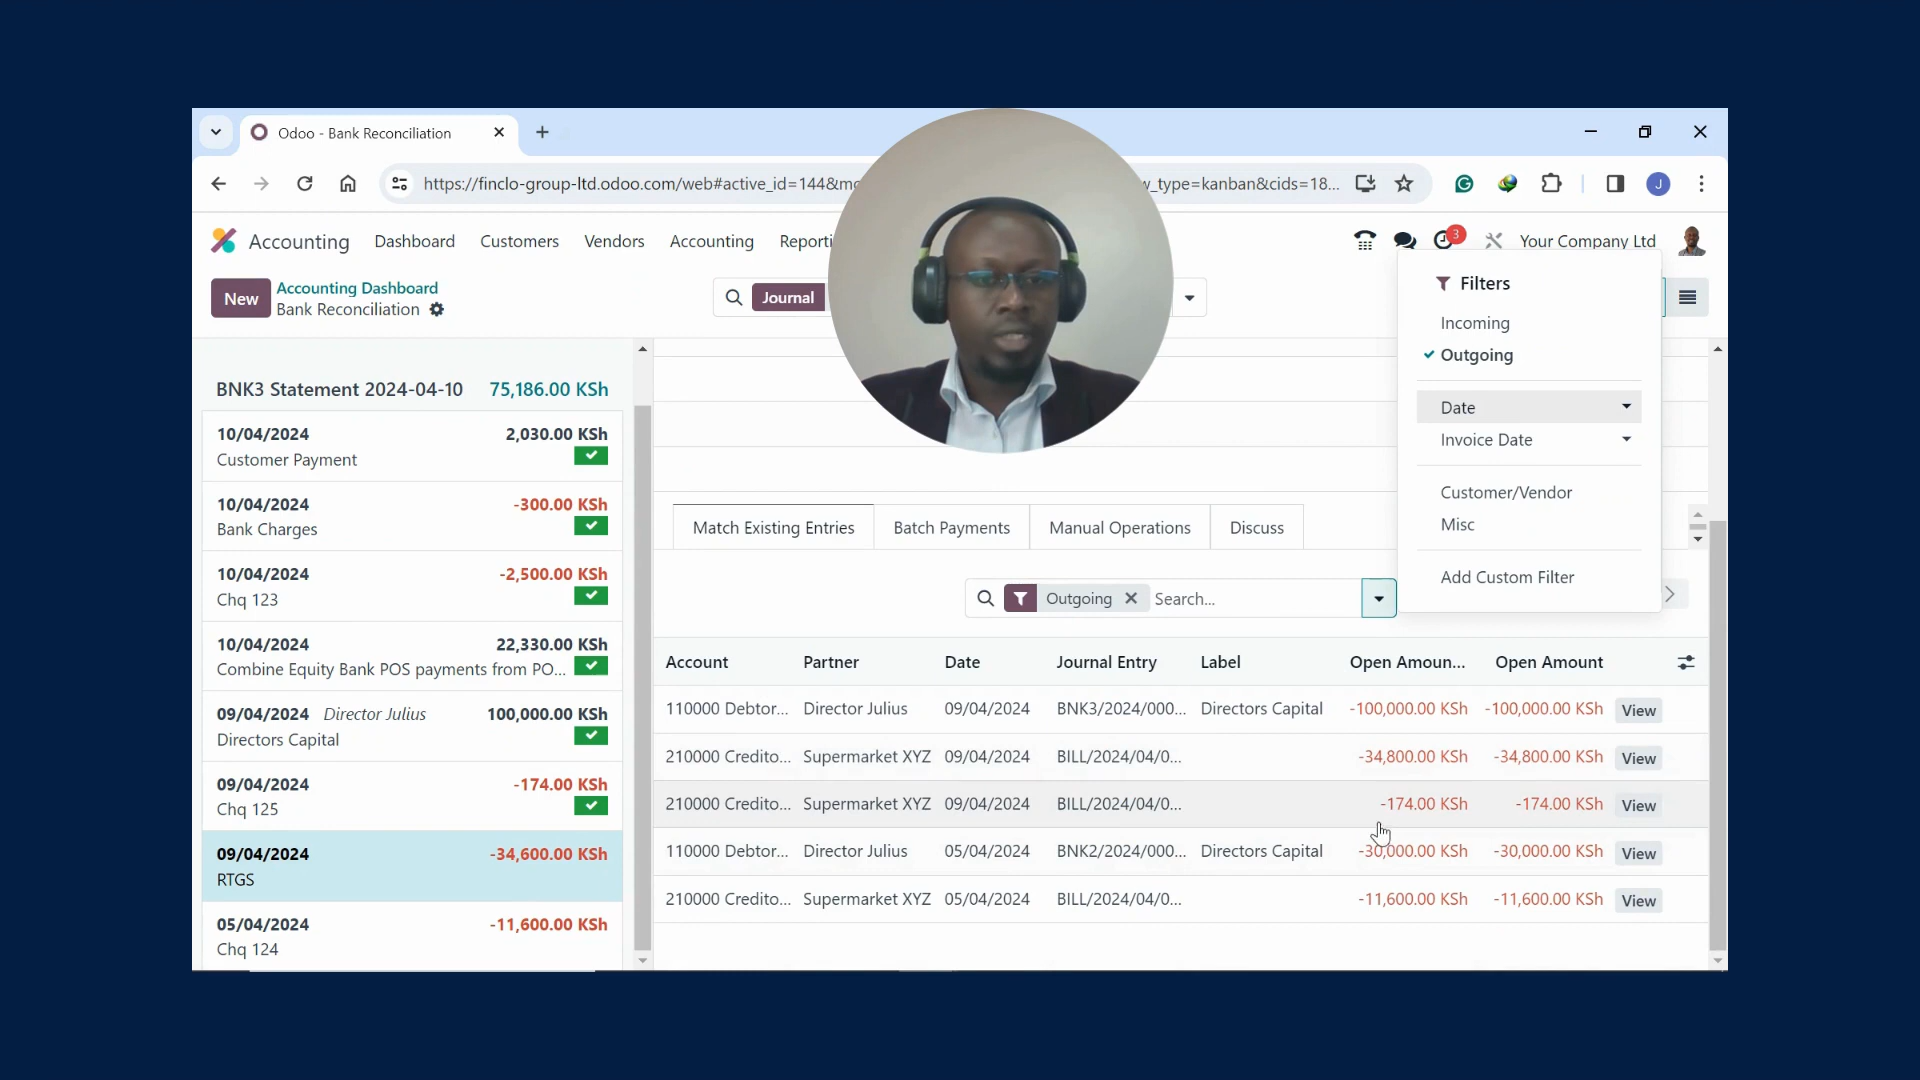 Odoo - Bank Reconciliation
https://finclo-group-ltd.odoo.com/web#active_id=144&mo w_type=kanban&cids=18...
J
Accounting Dashboard Customers Vendors Accounting Reporti
3 Your Company Ltd
New
Accounting Dashboard
Bank Reconciliation
Journal
Filters
Incoming
Outgoing
Date
Invoice Date
Customer/Vendor
Misc
Add Custom Filter
BNK3 Statement 2024-04-10 75,186.00 KSh
10/04/2024 2,030.00 KSh
Customer Payment
10/04/2024 -300.00 KSh
Bank Charges
10/04/2024 -2,500.00 KSh
Chq 123
10/04/2024 22,330.00 KSh
Combine Equity Bank POS payments from PO...
09/04/2024 Director Julius 100,000.00 KSh
Directors Capital
09/04/2024 -174.00 KSh
Chq 125
09/04/2024 -34,600.00 KSh
RTGS
05/04/2024 -11,600.00 KSh
Chq 124
Match Existing Entries Batch Payments Manual Operations Discuss
Outgoing Search...
Account Partner Date Journal Entry Label Open Amoun... Open Amount
110000 Debtor... Director Julius 09/04/2024 BNK3/2024/000... Directors Capital -100,000.00 KSh -100,000.00 KSh View
210000 Credito... Supermarket XYZ 09/04/2024 BILL/2024/04/0... -34,800.00 KSh -34,800.00 KSh View
210000 Credito... Supermarket XYZ 09/04/2024 BILL/2024/04/0... -174.00 KSh -174.00 KSh View
110000 Debtor... Director Julius 05/04/2024 BNK2/2024/000... Directors Capital -30,000.00 KSh -30,000.00 KSh View
210000 Credito... Supermarket XYZ 05/04/2024 BILL/2024/04/0... -11,600.00 KSh -11,600.00 KSh View